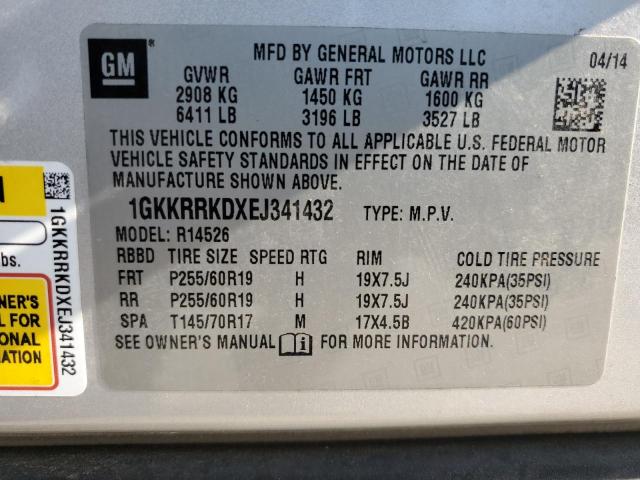 GM
MFD BY GENERAL MOTORS LLC 04/14
GVWR GAWR FRT GAWR RR
2908 KG 1450 KG 1600 KG
6411 LB 3196 LB 3527 LB
THIS VEHICLE CONFORMS TO ALL APPLICABLE U.S. FEDERAL MOTOR
VEHICLE SAFETY STANDARDS IN EFFECT ON THE DATE OF
MANUFACTURE SHOWN ABOVE.
1GKKRRKDXEJ341432 TYPE: M.P.V.
MODEL: R14526
RBBD TIRE SIZE SPEED RTG RIM COLD TIRE PRESSURE
FRT P255/60R19 H 19X7.5J 240KPA(35PSI)
RR P255/60R19 H 19X7.5J 240KPA(35PSI)
SPA T145/70R17 M 17X4.5B 420KPA(60PSI)
SEE OWNER'S MANUAL i FOR MORE INFORMATION.
1GKKRRKDXEJ341432